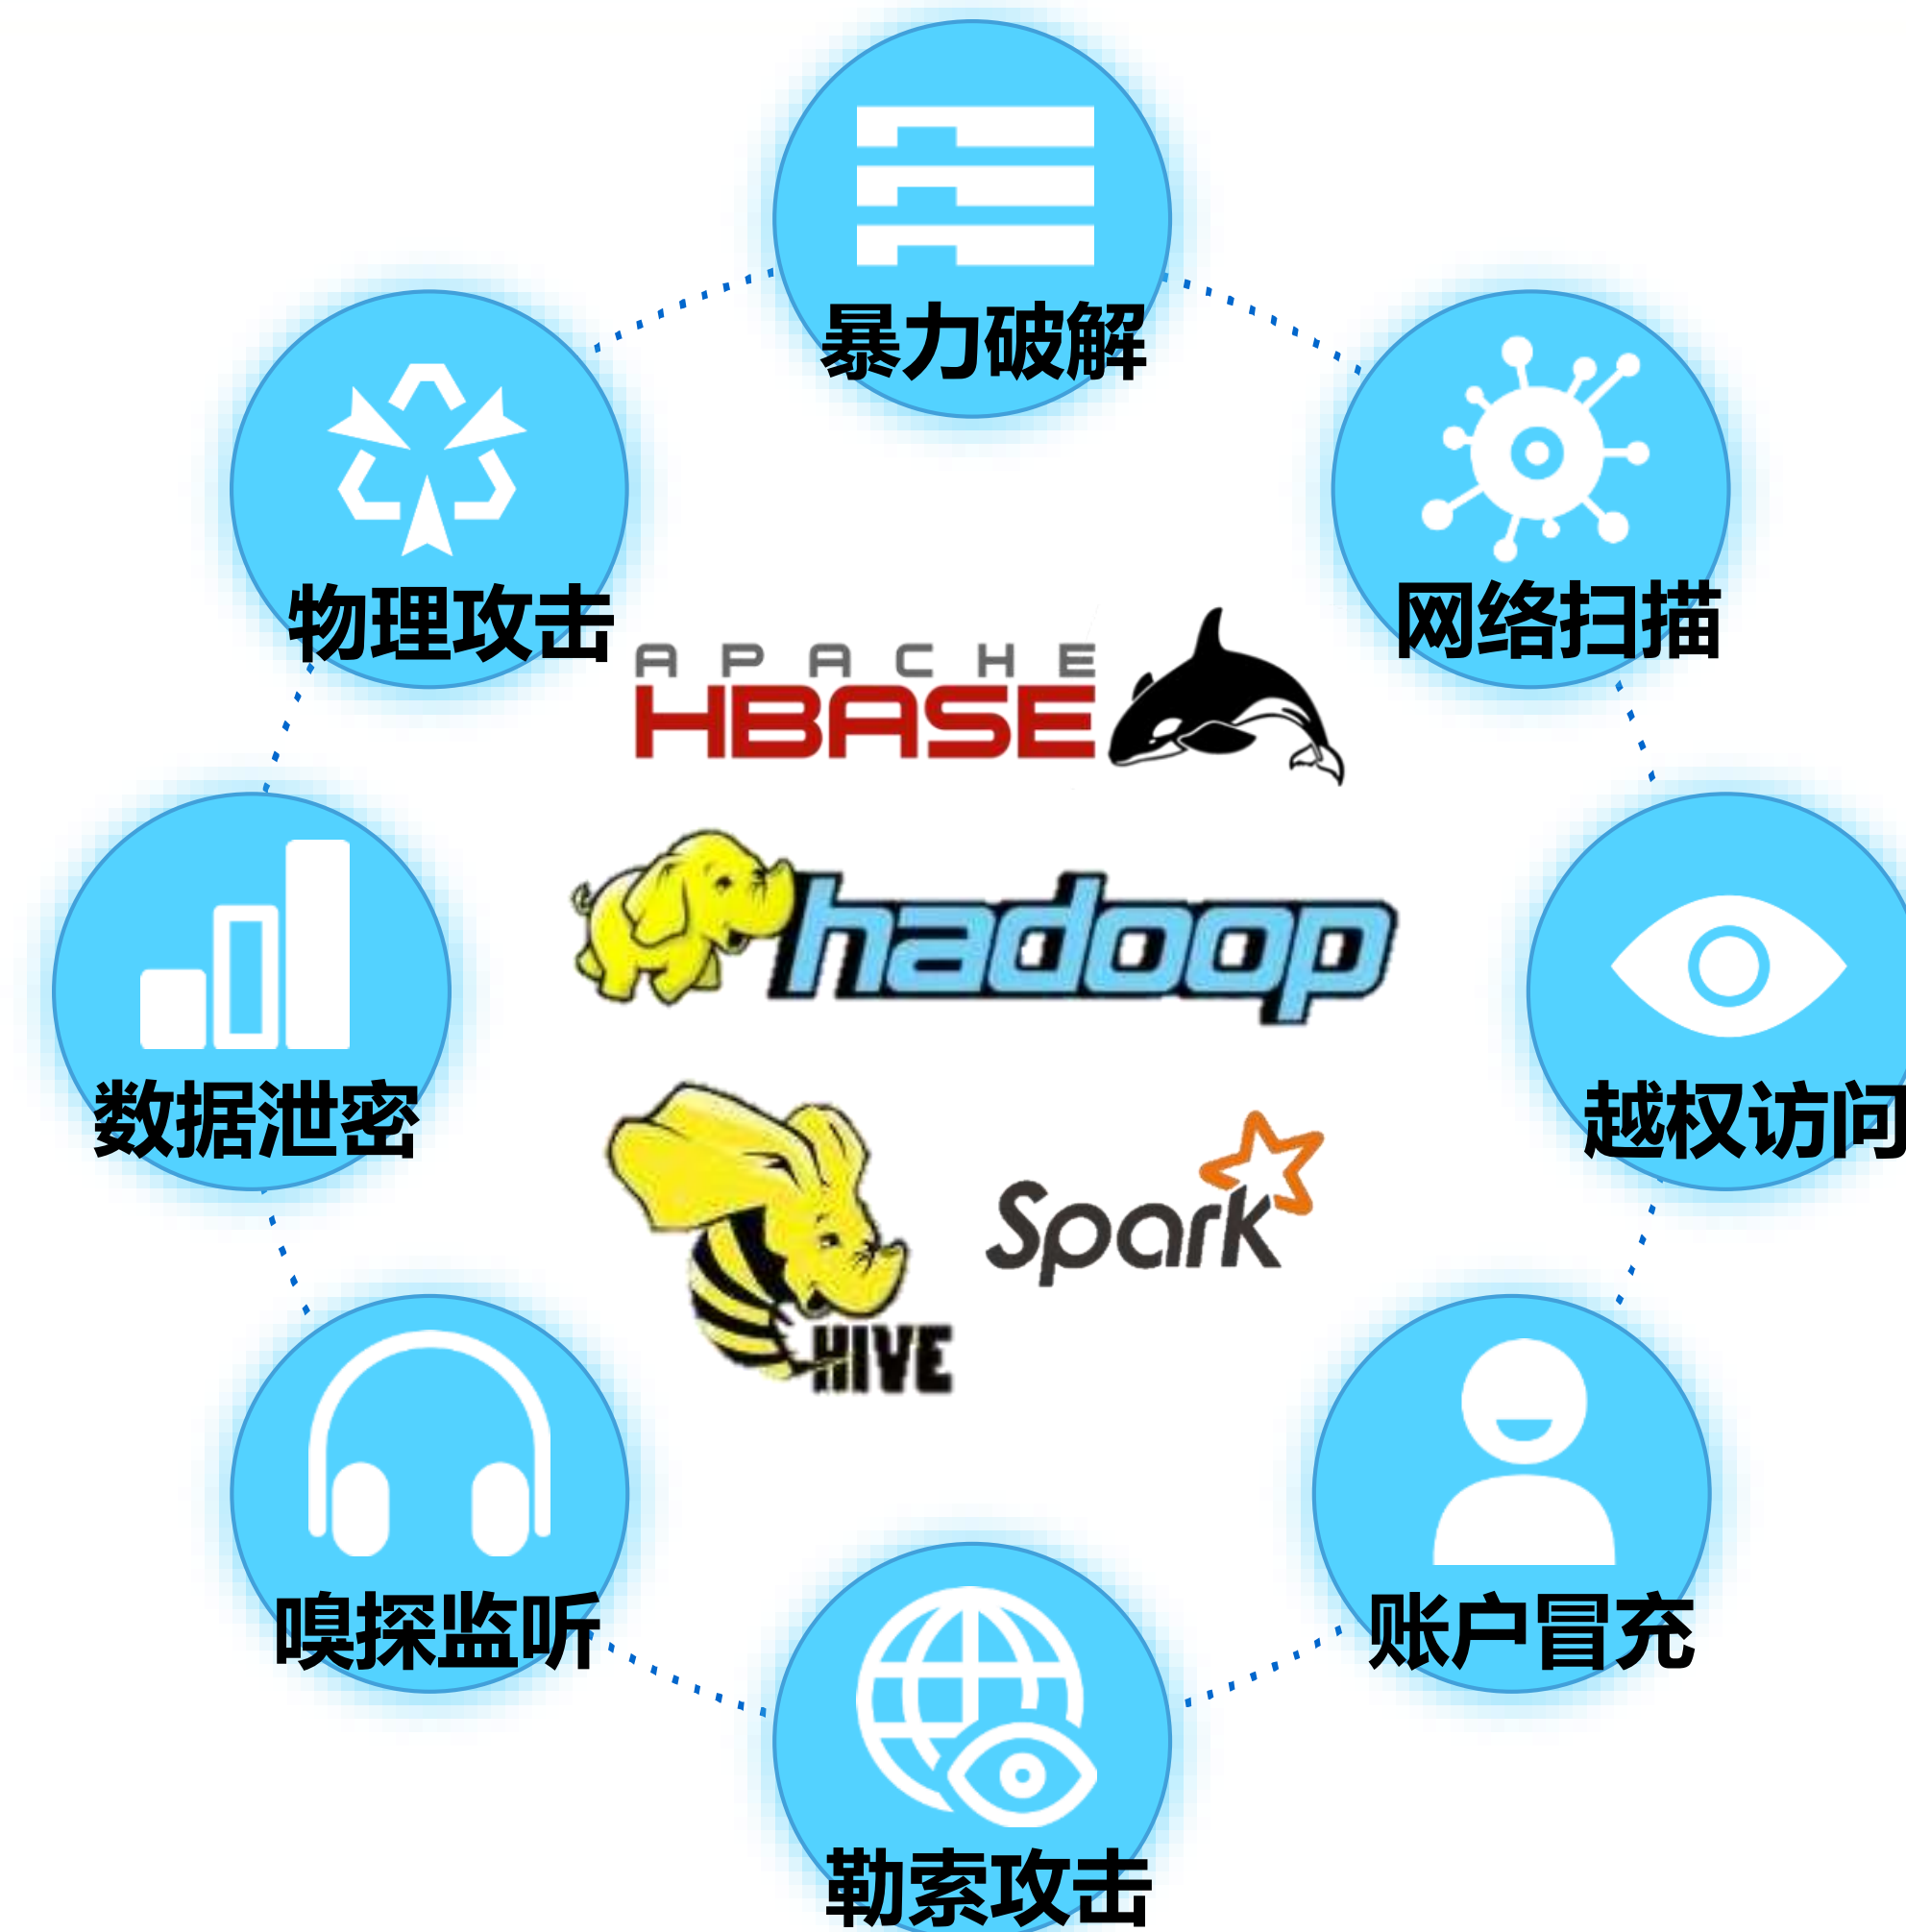 暴力破解
物理攻击
网络扫描
APACHE
HBASE
hadoop
数据泄密
越权访问
Spark
HIVE
嗅探监听
账户冒充
勒索攻击